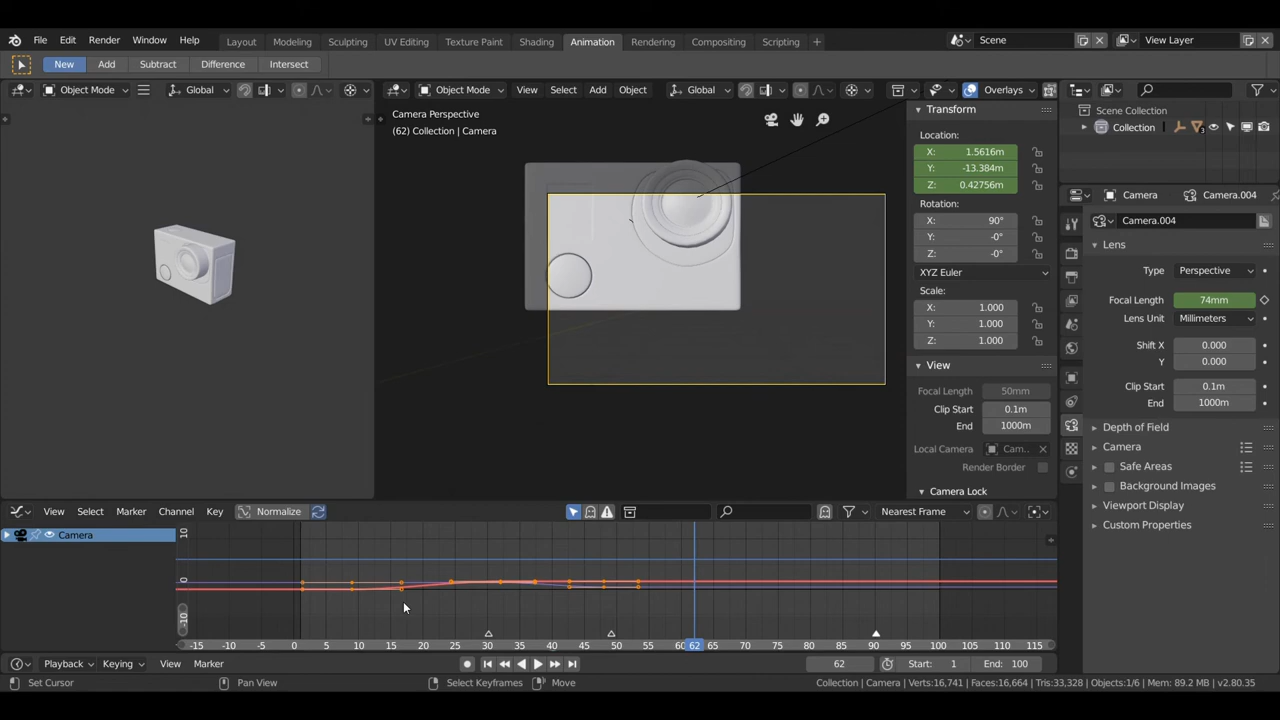 File Edit Render Window Help Layout Modeling Sculpting UV Editing Texture Paint Shading Animation Rendering Compositing Scripting + Scene View Layer
New Add Subtract Difference Intersect
Object Mode Global Object Mode View Select Add Object Global Overlays
Camera Perspective
(62) Collection | Camera
Transform
Location:
X: 1.5616m
Y: -13.384m
Z: 0.42756m
Rotation:
X: 90°
Y: -0°
Z: -0°
XYZ Euler
Scale:
X: 1.000
Y: 1.000
Z: 1.000
View
Focal Length 50mm
Clip Start 0.1m
End 1000m
Local Camera Cam..
Render Border
Camera Lock
Scene Collection
Collection 3
Camera Camera.004
Camera.004
Lens
Type Perspective
Focal Length 74mm
Lens Unit Millimeters
Shift X 0.000
Y 0.000
Clip Start 0.1m
End 1000m
Depth of Field
Camera
Safe Areas
Background Images
Viewport Display
Custom Properties
View Select Marker Channel Key Normalize Nearest Frame
Camera
10
0
-10
-15 -10 -5 0 5 10 15 20 25 30 35 40 45 50 55 60 62 70 75 80 85 90 95 100 105 110 115
Playback Keying View Marker 62 Start: 1 End: 100
Set Cursor Pan View Select Keyframes Move Collection | Camera | Verts:16,741 | Faces:16,664 | Tris:33,328 | Objects:1/6 | Mem: 89.2 MB | v2.80.35